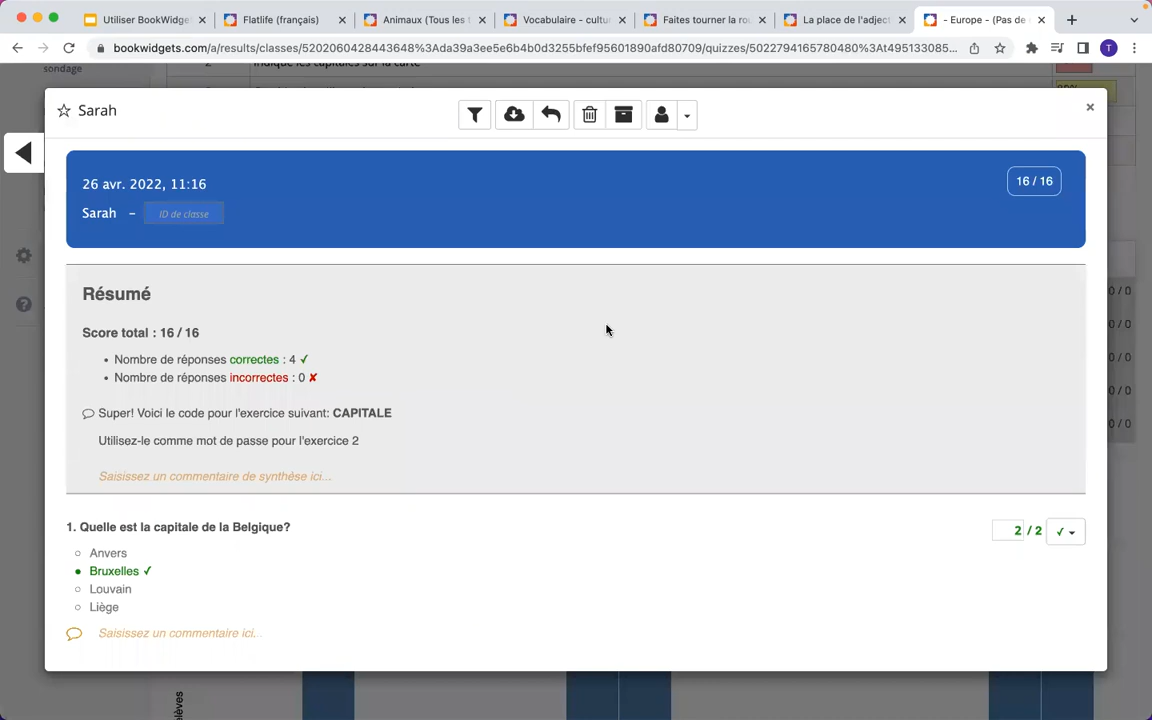 Utiliser BookWidge
Flatlife (français)
Animaux (Tous les
Vocabulaire - cultu
Faites tourner la ro
La place de l'adject
- Europe - (Pas de
bookwidgets.com/a/results/classes/5202060428443648%3Ada39a3ee5e6b4b0d3255bfef95601890afd80709/quizzes/5022794165780480%3At495133085...
T
sondage
2 Indique les capitales sur la carte
Sarah
26 avr. 2022, 11:16
16 / 16
Sarah – ID de classe
Résumé
Score total : 16 / 16
• Nombre de réponses correctes : 4 ✓
• Nombre de réponses incorrectes : 0 ✘
Super! Voici le code pour l'exercice suivant: CAPITALE
Utilisez-le comme mot de passe pour l'exercice 2
Saisissez un commentaire de synthèse ici...
1. Quelle est la capitale de la Belgique?
2 / 2 ✓
Anvers
Bruxelles ✓
Louvain
Liège
Saisissez un commentaire ici...
0 / 0
0 / 0
0 / 0
0 / 0
0 / 0
élèves